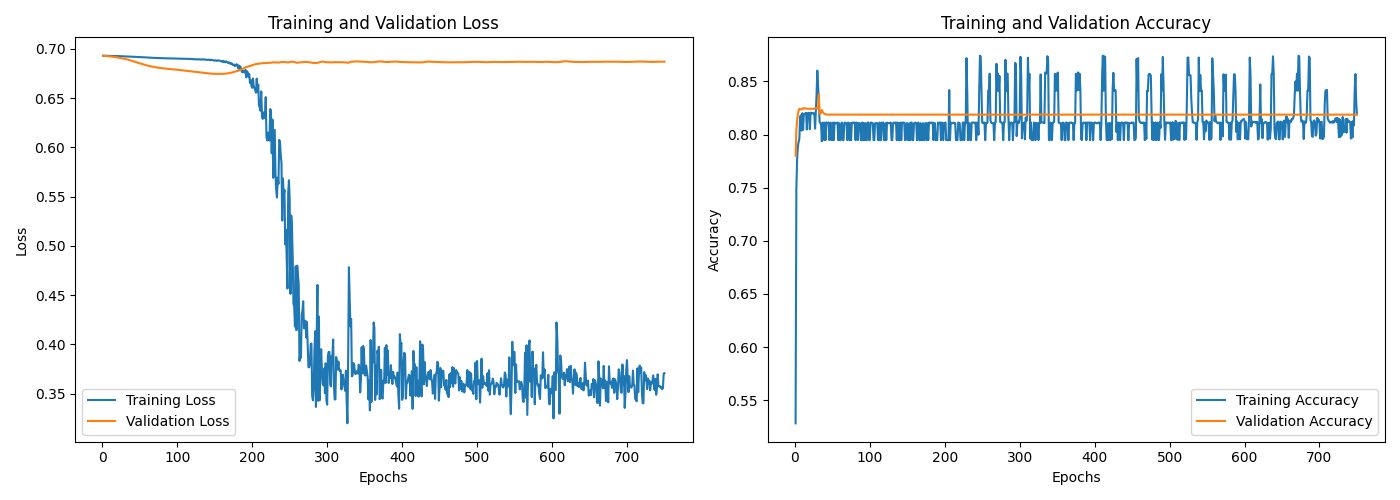 Training and Validation Loss
0.70
0.65
0.60
0.55
0.50
0.45
0.40
0.35
Loss
Training Loss
Validation Loss
0 100 200 300 400 500 600 700
Epochs
Training and Validation Accuracy
0.85
0.80
0.75
0.70
0.65
0.60
0.55
Accuracy
Training Accuracy
Validation Accuracy
0 100 200 300 400 500 600 700
Epochs